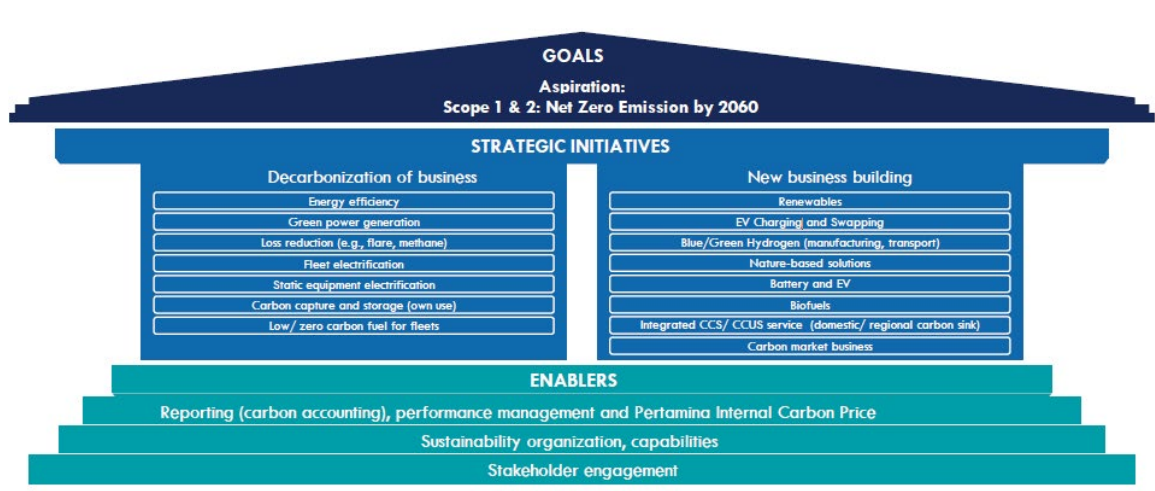 GOALS
Aspiration:
Scope 1 & 2: Net Zero Emission by 2060
STRATEGIC INITIATIVES
Decarbonization of business
Energy efficiency
Green power generation
Loss reduction (e.g., flare, methane)
Fleet electrification
Static equipment electrification
Carbon capture and storage (own use)
Low/ zero carbon fuel for fleets
New business building
Renewables
EV Charging and Swapping
Blue/Green Hydrogen (manufacturing, transport)
Nature-based solutions
Battery and EV
Biofuels
Integrated CCS/ CCUS service (domestic/ regional carbon sink)
Carbon market business
ENABLERS
Reporting (carbon accounting), performance management and Pertamina Internal Carbon Price
Sustainability organization, capabilities
Stakeholder engagement